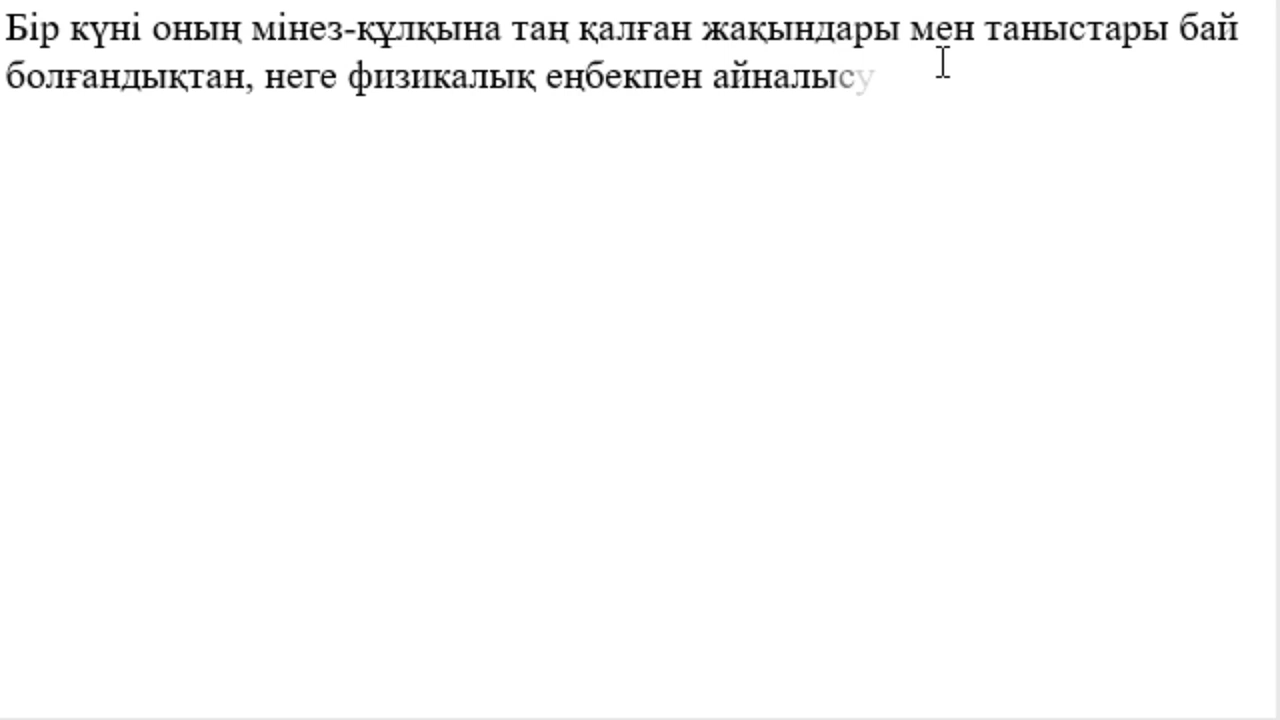 Бір күні оның мінез-құлқына таң қалған жақындары мен таныстары бай
болғандықтан, неге физикалық еңбекпен айналысу